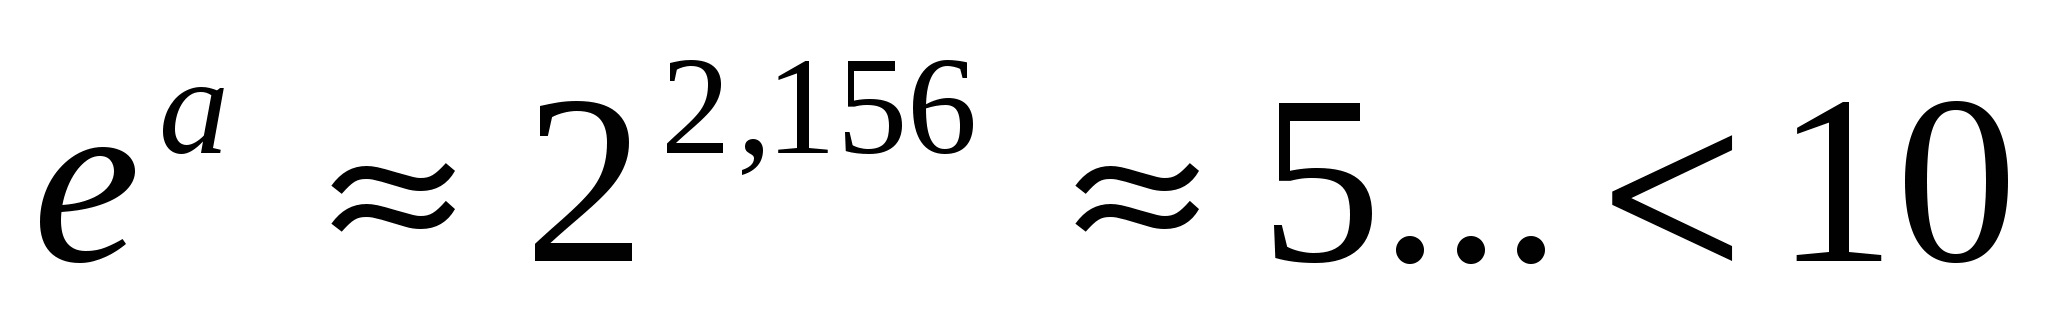 e^a ≈ 2^{2,156} ≈ 5... < 10